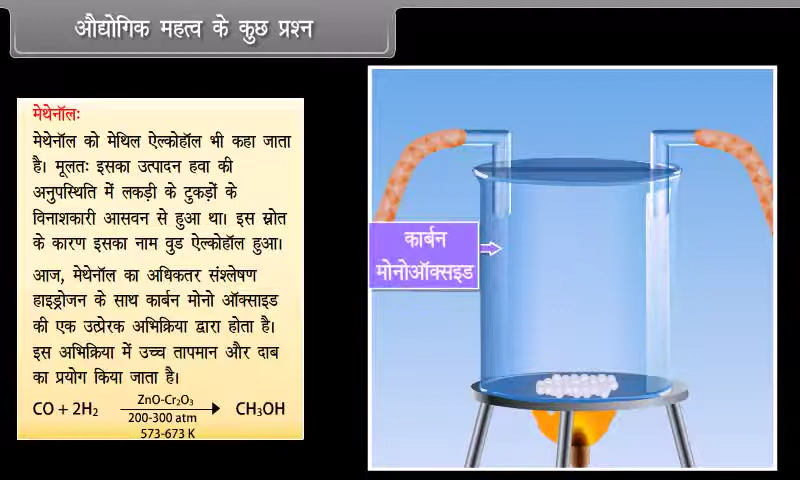 औद्योगिक महत्व के कुछ प्रश्न
मेथेनॉलः
मेथेनॉल को मेथिल ऐल्कोहॉल भी कहा जाता
है। मूलतः इसका उत्पादन हवा की
अनुपस्थिति में लकड़ी के टुकड़ों के
विनाशकारी आसवन से हुआ था। इस स्रोत
के कारण इसका नाम वुड ऐल्कोहॉल हुआ।
आज, मेथेनॉल का अधिकतर संश्लेषण
हाइड्रोजन के साथ कार्बन मोनो ऑक्साइड
की एक उत्प्रेरक अभिक्रिया द्वारा होता है।
इस अभिक्रिया में उच्च तापमान और दाब
का प्रयोग किया जाता है।
CO + 2H₂ ZnO-Cr₂O₃ CH₃OH
200-300 atm
573-673 K
कार्बन
मोनोऑक्सइड